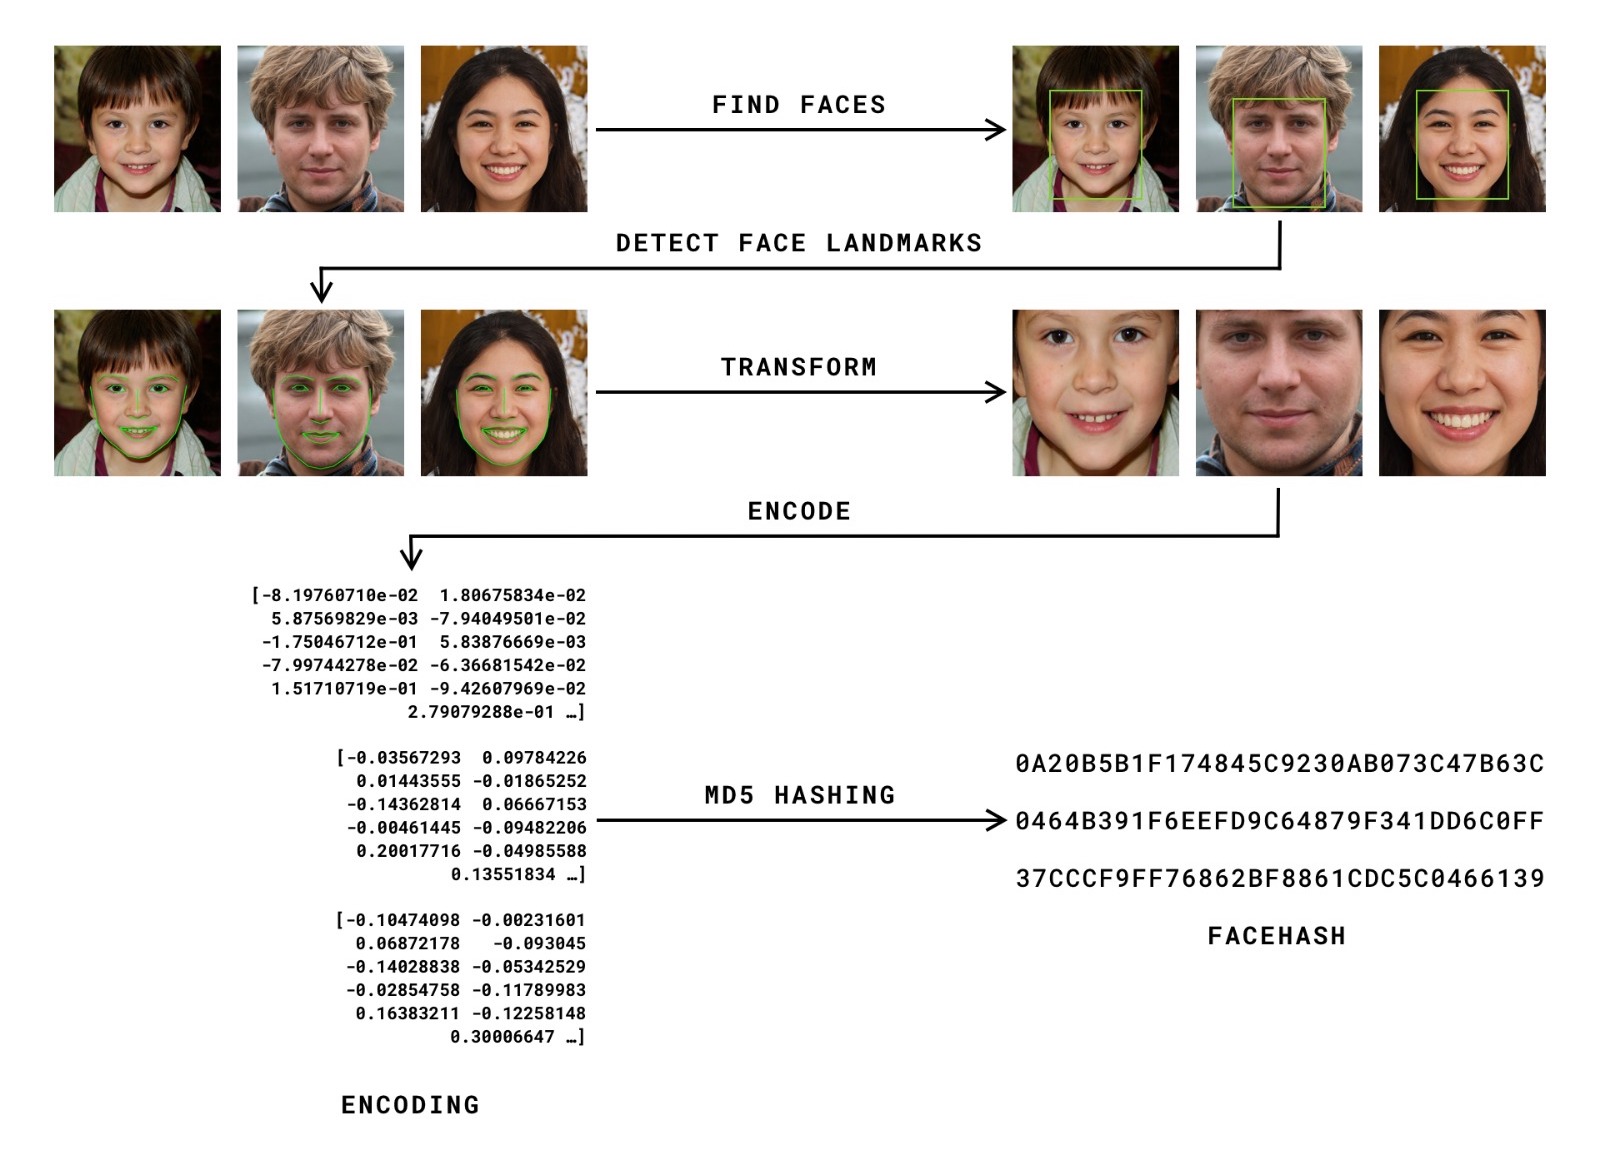 FIND FACES
DETECT FACE LANDMARKS
TRANSFORM
ENCODE
[-8.19760710e-02 1.80675834e-02
5.87569829e-03 -7.94049501e-02
-1.75046712e-01 5.83876669e-03
-7.99744278e-02 -6.36681542e-02
1.51710719e-01 -9.42607969e-02
2.79079288e-01 …]
[-0.03567293 0.09784226
0.01443555 -0.01865252
-0.14362814 0.06667153
-0.00461445 -0.09482206
0.20017716 -0.04985588
0.13551834 …]
[-0.10474098 -0.00231601
0.06872178 -0.093045
-0.14028838 -0.05342529
-0.02854758 -0.11789983
0.16383211 -0.12258148
0.30006647 …]
ENCODING
MD5 HASHING
0A20B5B1F174845C9230AB073C47B63C
0464B391F6EEFD9C64879F341DD6C0FF
37CCCF9FF76862BF8861CDC5C0466139
FACEHASH